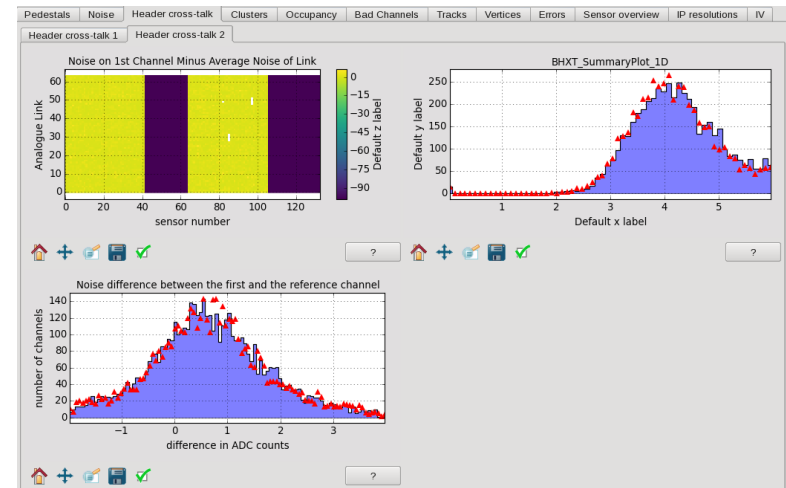 Pedestals Noise Header cross-talk Clusters Occupancy Bad Channels Tracks Vertices Errors Sensor overview IP resolutions IV
Header cross-talk 1 Header cross-talk 2
Noise on 1st Channel Minus Average Noise of Link
60
50
40
30
20
10
0
Analogue Link
0 20 40 60 80 100 120
sensor number
0
−15
−30
−45
−60
−75
−90
Default z label
?
BHXT_SummaryPlot_1D
250
200
150
100
50
0
Default y label
1 2 3 4 5
Default x label
?
Noise difference between the first and the reference channel
140
120
100
80
60
40
20
0
number of channels
−1 0 1 2 3
difference in ADC counts
?